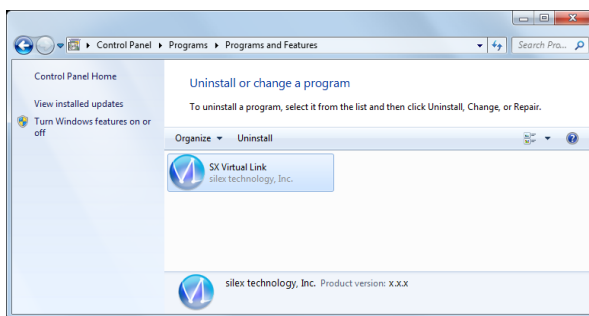 Control Panel ▸ Programs ▸ Programs and Features
Search Pro...
Control Panel Home
View installed updates
Turn Windows features on or
off
Uninstall or change a program
To uninstall a program, select it from the list and then click Uninstall, Change, or Repair.
Organize Uninstall
SX Virtual Link
silex technology, Inc.
silex technology, Inc. Product version: x.x.x